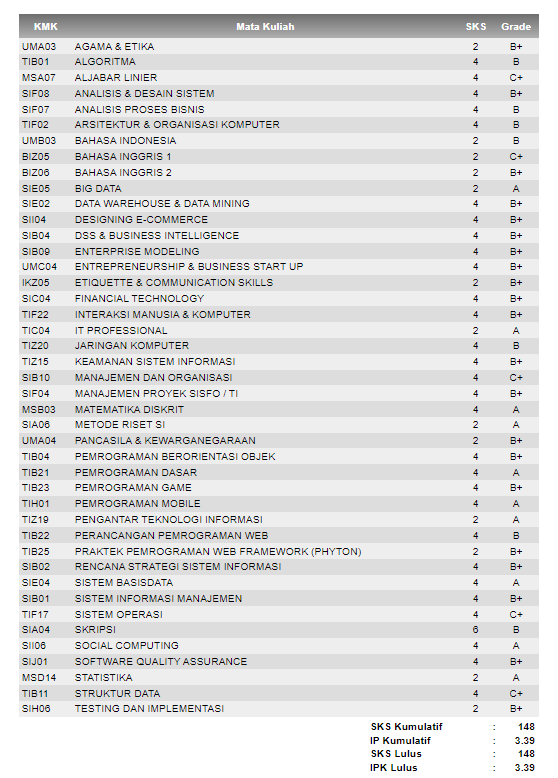 KMK Mata Kuliah SKS Grade
UMA03 AGAMA & ETIKA 2 B+
TIB01 ALGORITMA 4 B
MSA07 ALJABAR LINIER 4 C+
SIF08 ANALISIS & DESAIN SISTEM 4 B+
SIF07 ANALISIS PROSES BISNIS 4 B
TIF02 ARSITEKTUR & ORGANISASI KOMPUTER 4 B
UMB03 BAHASA INDONESIA 2 B
BIZ05 BAHASA INGGRIS 1 2 C+
BIZ06 BAHASA INGGRIS 2 2 B+
SIE05 BIG DATA 2 A
SIE02 DATA WAREHOUSE & DATA MINING 4 B+
SII04 DESIGNING E-COMMERCE 4 B+
SIB04 DSS & BUSINESS INTELLIGENCE 4 B+
SIB09 ENTERPRISE MODELING 4 B+
UMC04 ENTREPRENEURSHIP & BUSINESS START UP 4 B+
IKZ05 ETIQUETTE & COMMUNICATION SKILLS 2 B+
SIC04 FINANCIAL TECHNOLOGY 4 B+
TIF22 INTERAKSI MANUSIA & KOMPUTER 4 B+
TIC04 IT PROFESSIONAL 2 A
TIZ20 JARINGAN KOMPUTER 4 B
TIZ15 KEAMANAN SISTEM INFORMASI 4 B+
SIB10 MANAJEMEN DAN ORGANISASI 4 C+
SIF04 MANAJEMEN PROYEK SISFO / TI 4 B+
MSB03 MATEMATIKA DISKRIT 4 A
SIA06 METODE RISET SI 2 A
UMA04 PANCASILA & KEWARGANEGARAAN 2 B+
TIB04 PEMROGRAMAN BERORIENTASI OBJEK 4 B+
TIB21 PEMROGRAMAN DASAR 4 A
TIB23 PEMROGRAMAN GAME 4 B+
TIH01 PEMROGRAMAN MOBILE 4 A
TIZ19 PENGANTAR TEKNOLOGI INFORMASI 2 A
TIB22 PERANCANGAN PEMROGRAMAN WEB 4 B
TIB25 PRAKTEK PEMROGRAMAN WEB FRAMEWORK (PHYTON) 2 B+
SIB02 RENCANA STRATEGI SISTEM INFORMASI 4 B+
SIE04 SISTEM BASISDATA 4 A
SIB01 SISTEM INFORMASI MANAJEMEN 4 B+
TIF17 SISTEM OPERASI 4 C+
SIA04 SKRIPSI 6 B
SII06 SOCIAL COMPUTING 4 A
SIJ01 SOFTWARE QUALITY ASSURANCE 4 B+
MSD14 STATISTIKA 2 A
TIB11 STRUKTUR DATA 4 C+
SIH06 TESTING DAN IMPLEMENTASI 2 B+
SKS Kumulatif : 148
IP Kumulatif : 3.39
SKS Lulus : 148
IPK Lulus : 3.39